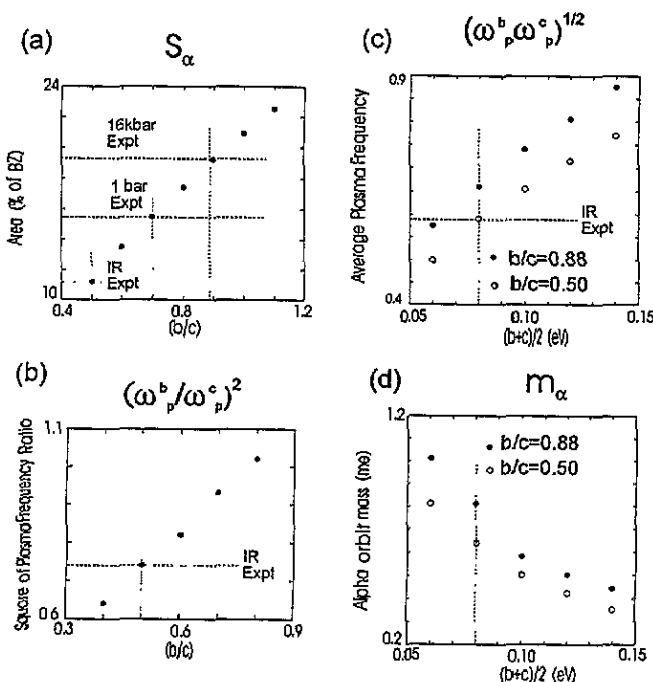 (a)
S_α
24
16kbar
Expt
1 bar
Expt
IR
Expt
10
0.4
0.8
1.2
Area (% of BZ)
(b/c)
(b)
(ω^b_p/ω^c_p)^2
1.1
IR
Expt
0.6
0.3
0.6
0.9
Square of Plasma Frequency Ratio
(b/c)
(c)
(ω^b_p ω^c_p)^1/2
0.9
IR
Expt
b/c=0.88
b/c=0.50
0.4
0.05
0.10
0.15
Average Plasma Frequency
(b+c)/2 (eV)
(d)
m_α
1.2
b/c=0.88
b/c=0.50
0.2
0.05
0.10
0.15
Alpha orbit mass (me)
(b+c)/2 (eV)